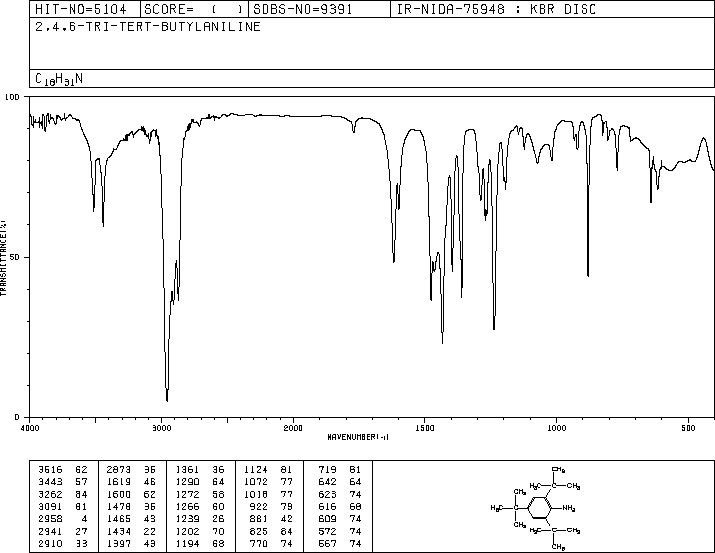 HIT-NO=5104 SCORE= ( ) SDBS-NO=9391 IR-NIDA-75948 : KBR DISC
2,4,6-TRI-TERT-BUTYLANILINE
C18H31N
100
50
0
TRANSMITTANCE(%)
4000 3000 2000 1500 1000 500
WAVENUMBER(-1)
3516 62 2873 36 1361 36 1124 81 719 81
3443 57 1619 46 1290 64 1072 77 642 64
3262 84 1600 62 1272 58 1018 77 623 74
3091 81 1478 36 1266 60 922 79 616 68
2958 4 1465 43 1239 26 881 42 609 74
2941 27 1434 22 1202 70 825 84 572 74
2910 33 1397 43 1194 68 770 74 567 74
CH3
H3C CH3
CH3
H3C NH2
CH3
H3C CH3
CH3